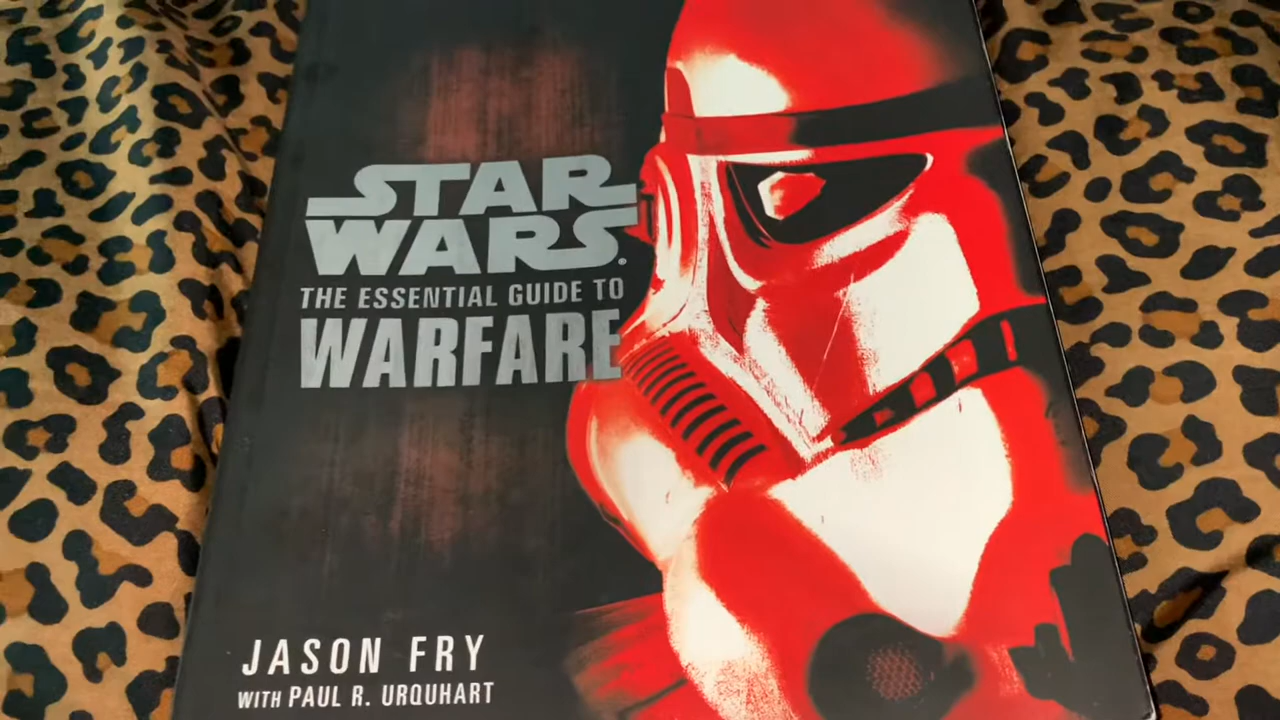 STAR
WARS®
THE ESSENTIAL GUIDE TO
WARFARE
JASON FRY
WITH PAUL R. URQUHART